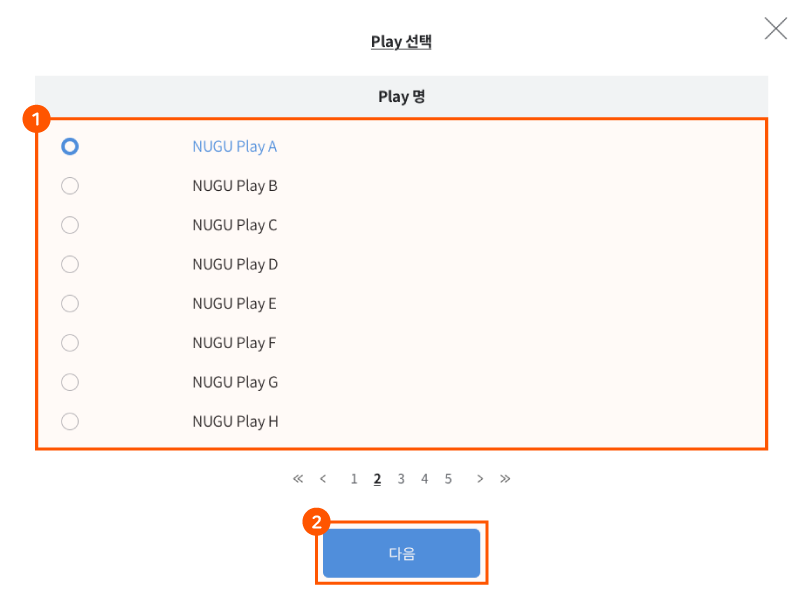 Play 선택
Play 명
1
NUGU Play A
NUGU Play B
NUGU Play C
NUGU Play D
NUGU Play E
NUGU Play F
NUGU Play G
NUGU Play H
« < 1 2 3 4 5 > »
2
다음